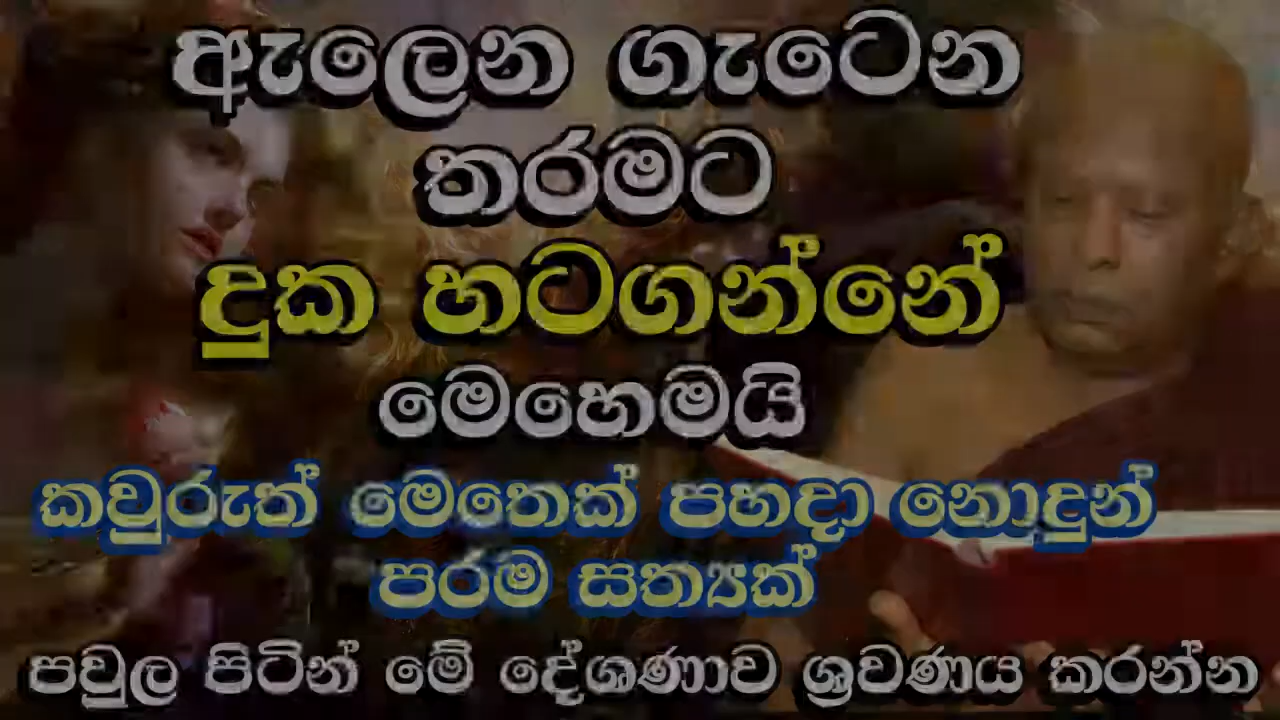 ඇලෙන ගැටෙන
තරමට
දුක හටගන්නේ
මෙහෙමයි
කවුරුත් මෙතෙක් පහදා නොදුන්
පරම සත්‍යක්
පවුල පිටින් මේ දේශණාව ශ්‍රවණය කරන්න